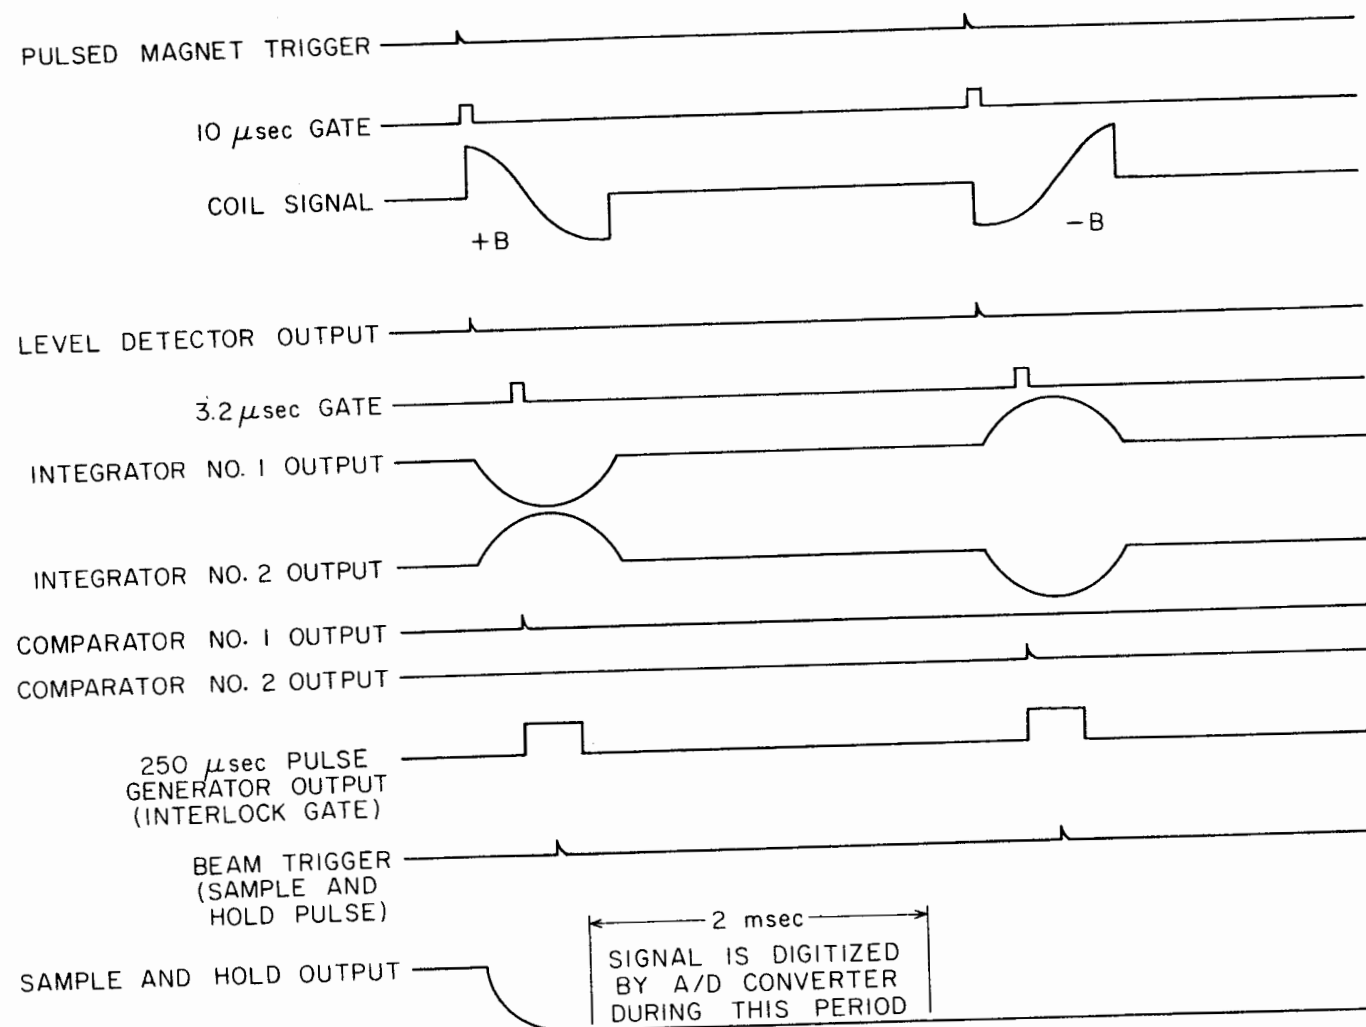 PULSED MAGNET TRIGGER
10 μsec GATE
COIL SIGNAL
+B
−B
LEVEL DETECTOR OUTPUT
3.2 μsec GATE
INTEGRATOR NO. 1 OUTPUT
INTEGRATOR NO. 2 OUTPUT
COMPARATOR NO. 1 OUTPUT
COMPARATOR NO. 2 OUTPUT
250 μsec PULSE
GENERATOR OUTPUT
(INTERLOCK GATE)
BEAM TRIGGER
(SAMPLE AND
HOLD PULSE)
2 msec
SIGNAL IS DIGITIZED
BY A/D CONVERTER
DURING THIS PERIOD
SAMPLE AND HOLD OUTPUT